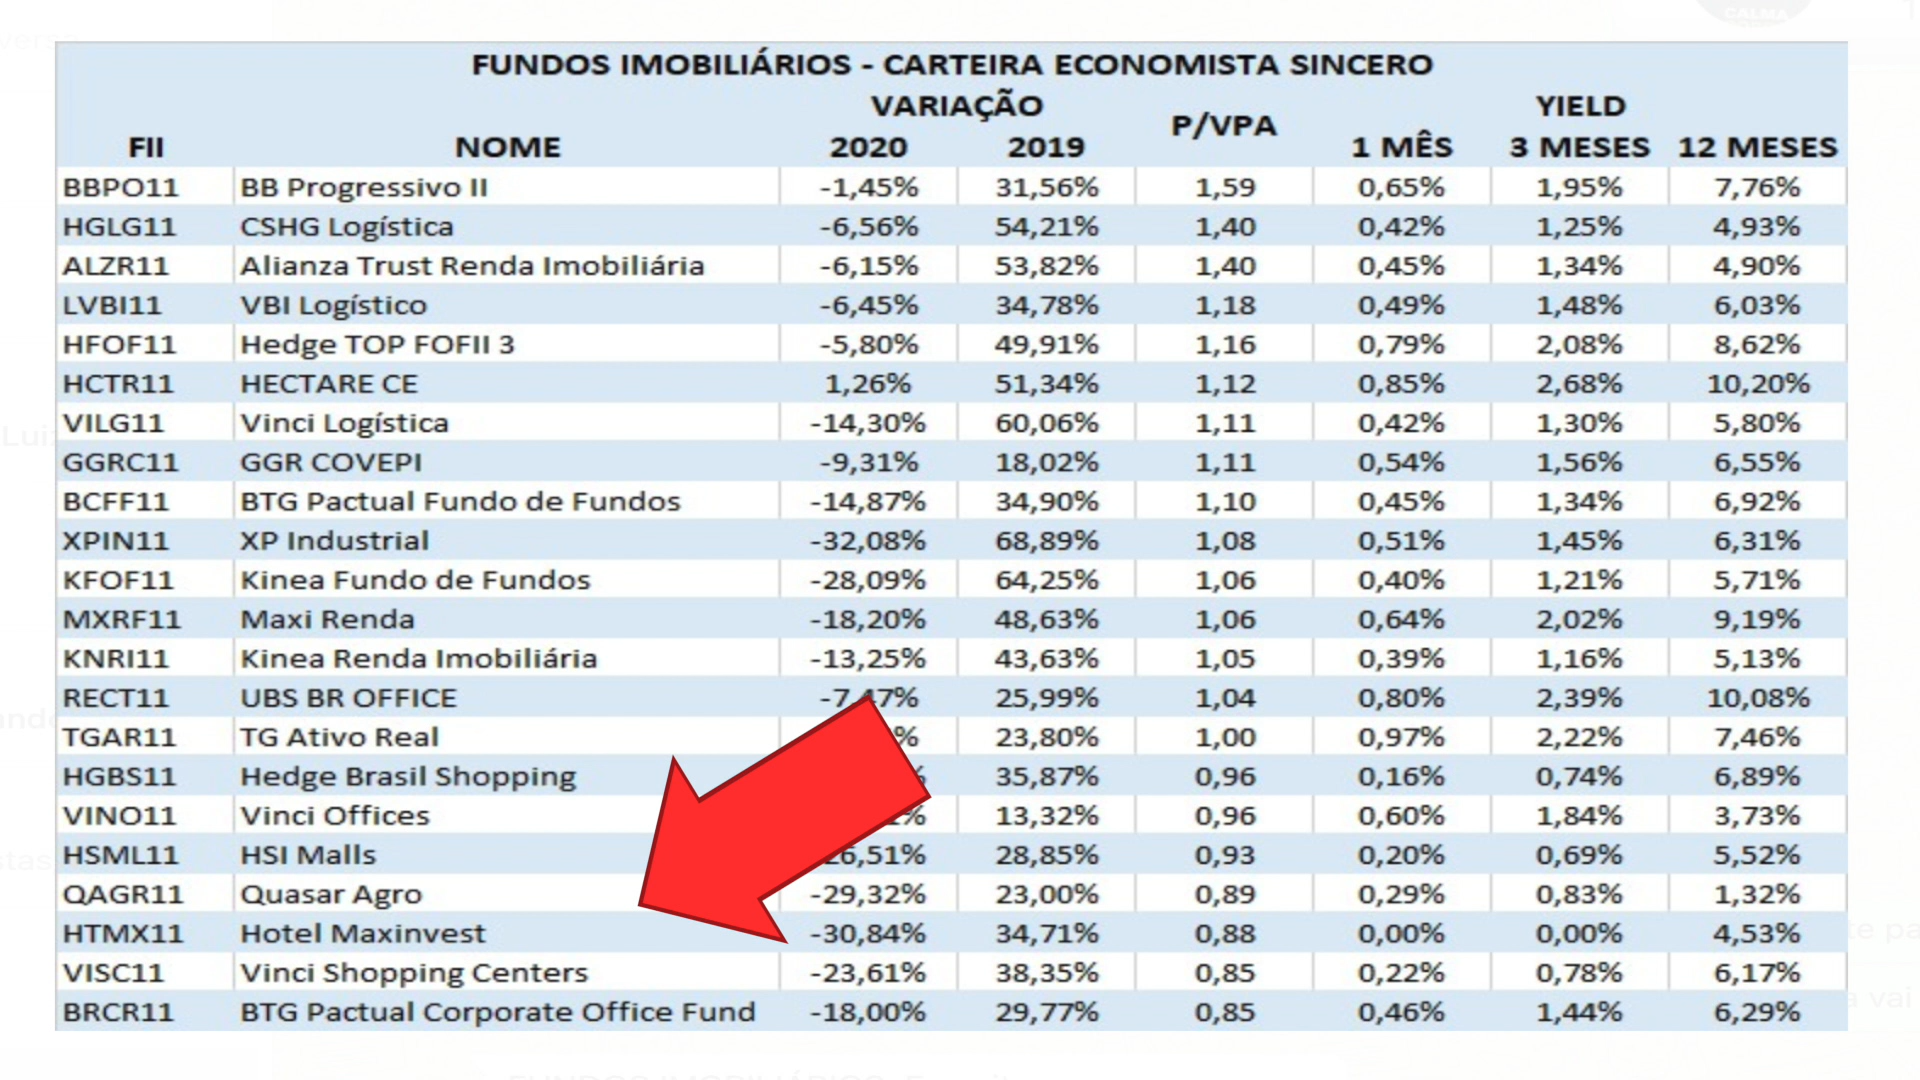 CALMA
FUNDOS IMOBILIÁRIOS - CARTEIRA ECONOMISTA SINCERO
VARIAÇÃO P/VPA YIELD
FII NOME 2020 2019 1 MÊS 3 MESES 12 MESES
BBPO11 BB Progressivo II -1,45% 31,56% 1,59 0,65% 1,95% 7,76%
HGLG11 CSHG Logística -6,56% 54,21% 1,40 0,42% 1,25% 4,93%
ALZR11 Alianza Trust Renda Imobiliária -6,15% 53,82% 1,40 0,45% 1,34% 4,90%
LVBI11 VBI Logístico -6,45% 34,78% 1,18 0,49% 1,48% 6,03%
HFOF11 Hedge TOP FOFII 3 -5,80% 49,91% 1,16 0,79% 2,08% 8,62%
HCTR11 HECTARE CE 1,26% 51,34% 1,12 0,85% 2,68% 10,20%
VILG11 Vinci Logística -14,30% 60,06% 1,11 0,42% 1,30% 5,80%
GGRC11 GGR COVEPI -9,31% 18,02% 1,11 0,54% 1,56% 6,55%
BCFF11 BTG Pactual Fundo de Fundos -14,87% 34,90% 1,10 0,45% 1,34% 6,92%
XPIN11 XP Industrial -32,08% 68,89% 1,08 0,51% 1,45% 6,31%
KFOF11 Kinea Fundo de Fundos -28,09% 64,25% 1,06 0,40% 1,21% 5,71%
MXRF11 Maxi Renda -18,20% 48,63% 1,06 0,64% 2,02% 9,19%
KNRI11 Kinea Renda Imobiliária -13,25% 43,63% 1,05 0,39% 1,16% 5,13%
RECT11 UBS BR OFFICE -7,47% 25,99% 1,04 0,80% 2,39% 10,08%
TGAR11 TG Ativo Real 23,80% 1,00 0,97% 2,22% 7,46%
HGBS11 Hedge Brasil Shopping 35,87% 0,96 0,16% 0,74% 6,89%
VINO11 Vinci Offices 13,32% 0,96 0,60% 1,84% 3,73%
HSML11 HSI Malls 26,51% 28,85% 0,93 0,20% 0,69% 5,52%
QAGR11 Quasar Agro -29,32% 23,00% 0,89 0,29% 0,83% 1,32%
HTMX11 Hotel Maxinvest -30,84% 34,71% 0,88 0,00% 0,00% 4,53%
VISC11 Vinci Shopping Centers -23,61% 38,35% 0,85 0,22% 0,78% 6,17%
BRCR11 BTG Pactual Corporate Office Fund -18,00% 29,77% 0,85 0,46% 1,44% 6,29%